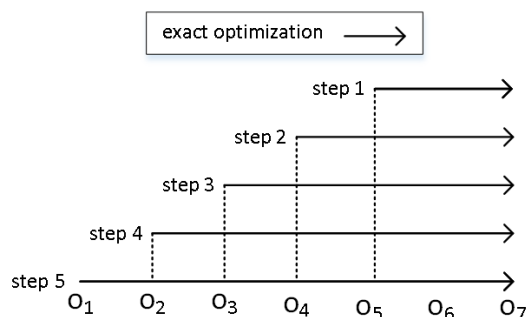 exact optimization
step 1
step 2
step 3
step 4
step 5
O1 O2 O3 O4 O5 O6 O7